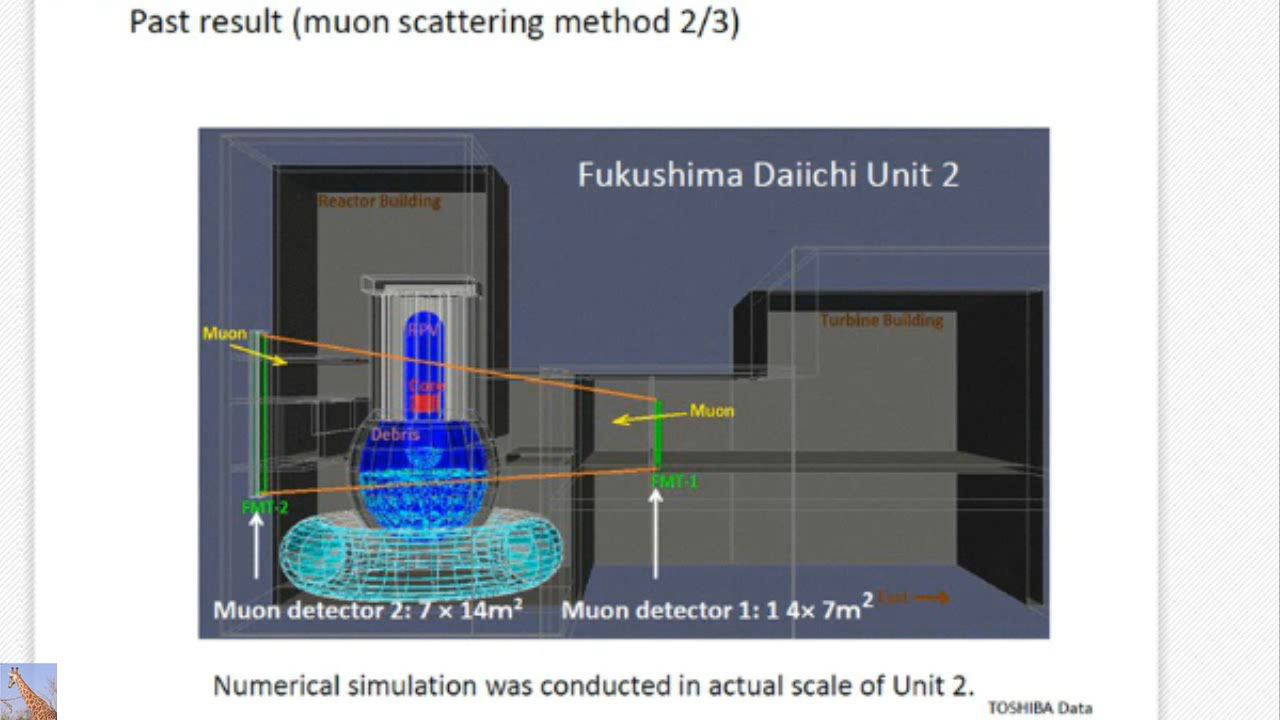 Past result (muon scattering method 2/3)
Fukushima Daiichi Unit 2
Reactor Building
Turbine Building
Muon
RPV
Core
Muon
Debris
FMT-1
FMT-2
East
Muon detector 2: 7 × 14m²
Muon detector 1: 1 4× 7m²
Numerical simulation was conducted in actual scale of Unit 2.
TOSHIBA Data